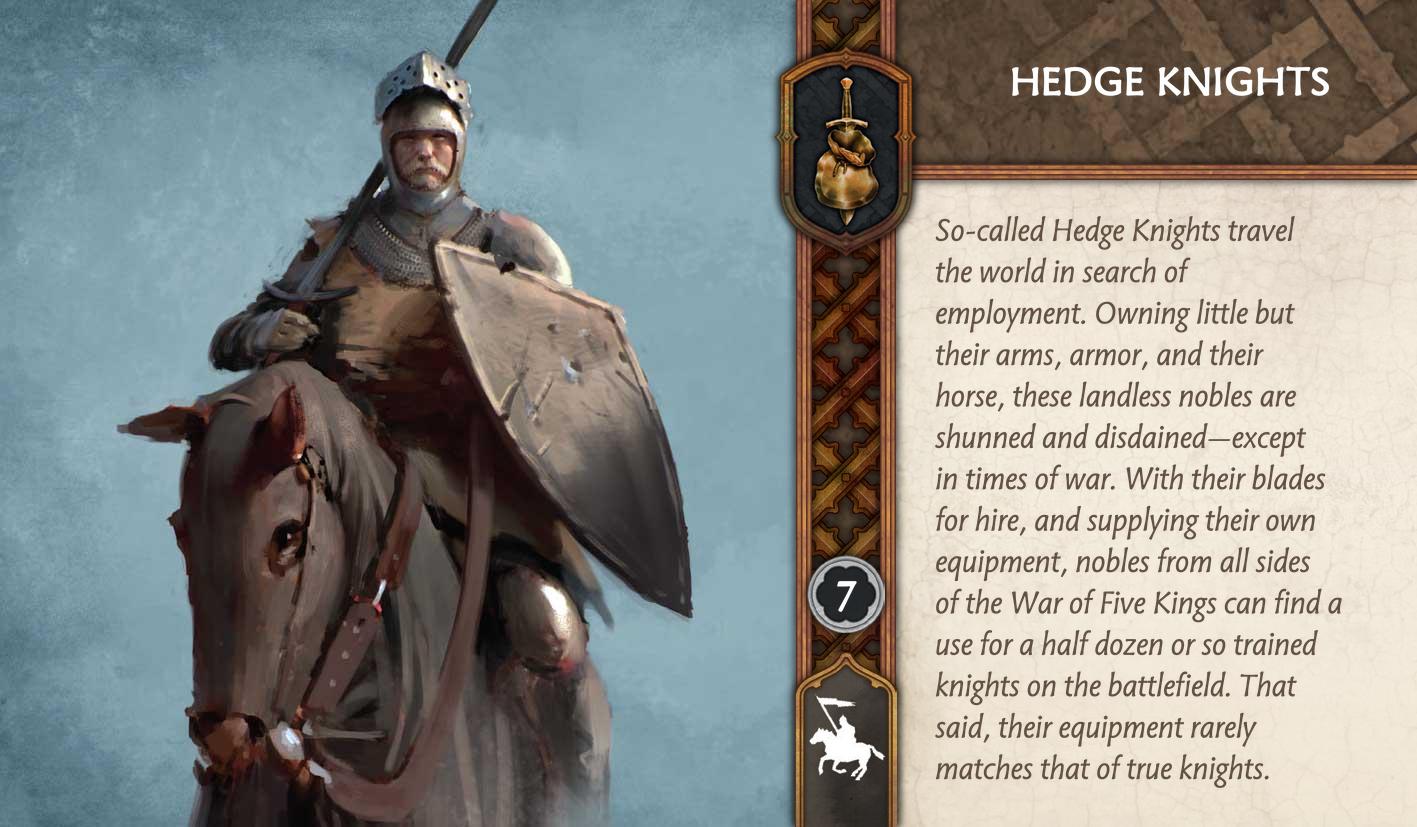 HEDGE KNIGHTS
So-called Hedge Knights travel
the world in search of
employment. Owning little but
their arms, armor, and their
horse, these landless nobles are
shunned and disdained—except
in times of war. With their blades
for hire, and supplying their own
equipment, nobles from all sides
of the War of Five Kings can find a
use for a half dozen or so trained
knights on the battlefield. That
said, their equipment rarely
matches that of true knights.
7